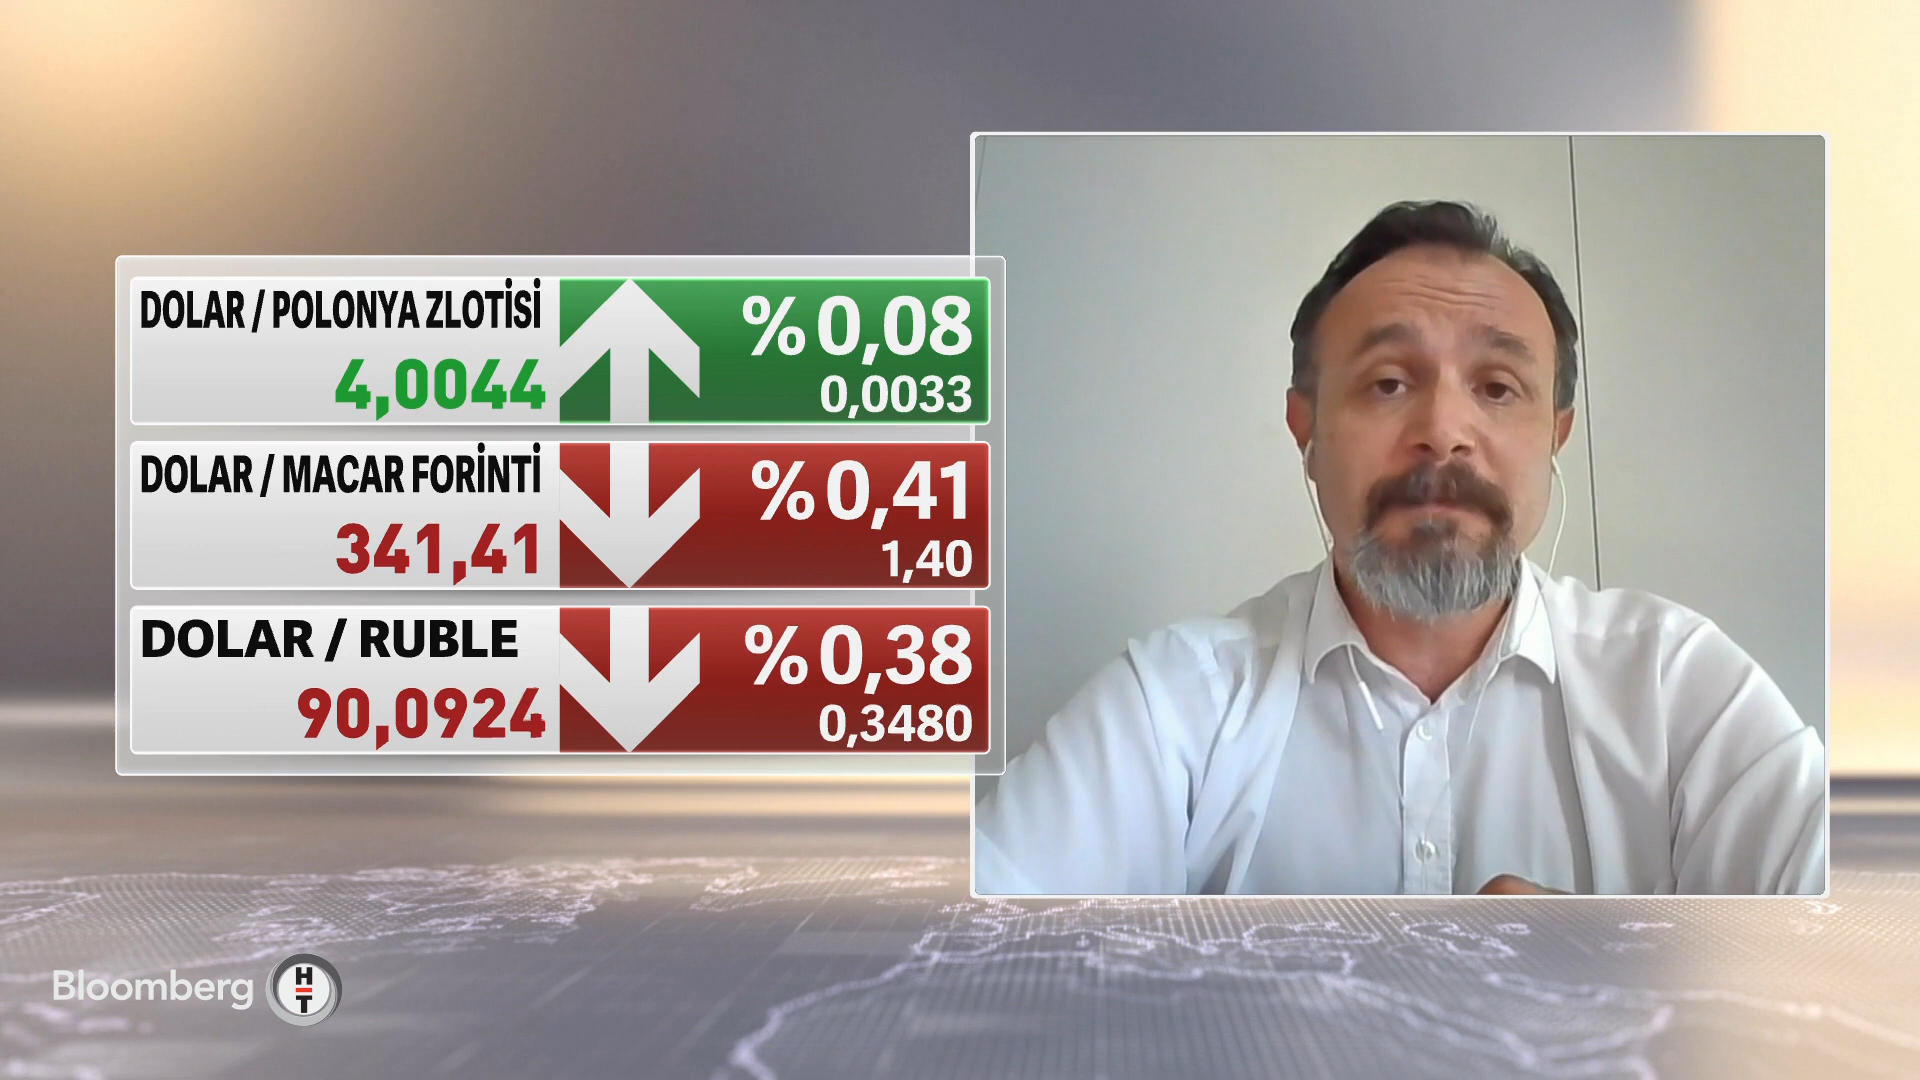 DOLAR / POLONYA ZLOTİSİ
4,0044
%0,08
0,0033
DOLAR / MACAR FORİNTİ
341,41
%0,41
1,40
DOLAR / RUBLE
90,0924
%0,38
0,3480
Bloomberg HT